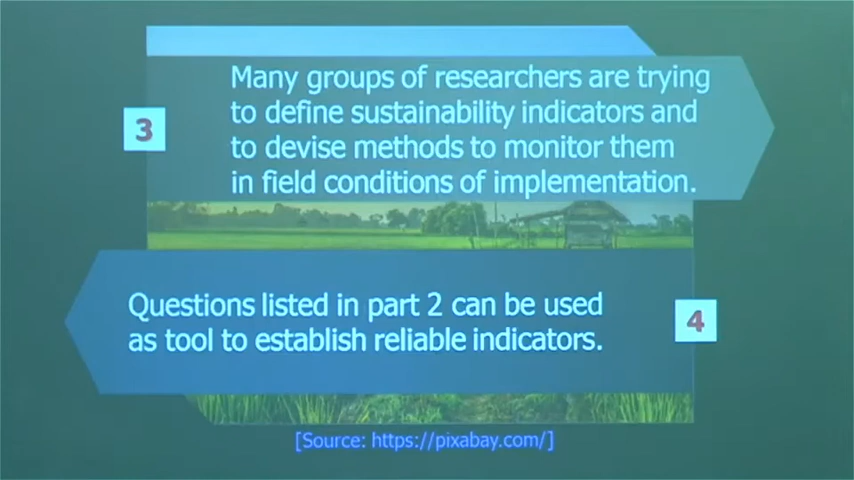 3
Many groups of researchers are trying
to define sustainability indicators and
to devise methods to monitor them
in field conditions of implementation.
Questions listed in part 2 can be used
as tool to establish reliable indicators.
4
[Source: https://pixabay.com/]